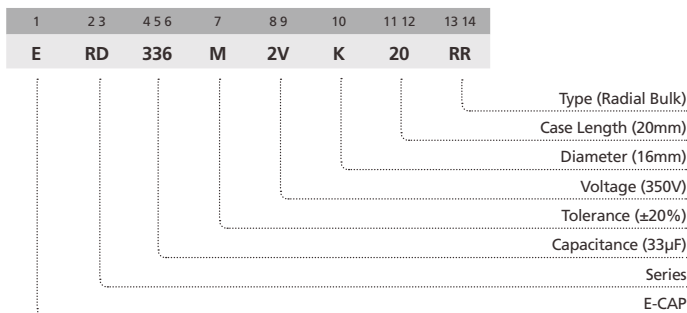 1 2 3 4 5 6 7 8 9 10 11 12 13 14
E RD 336 M 2V K 20 RR
Type (Radial Bulk)
Case Length (20mm)
Diameter (16mm)
Voltage (350V)
Tolerance (±20%)
Capacitance (33µF)
Series
E-CAP